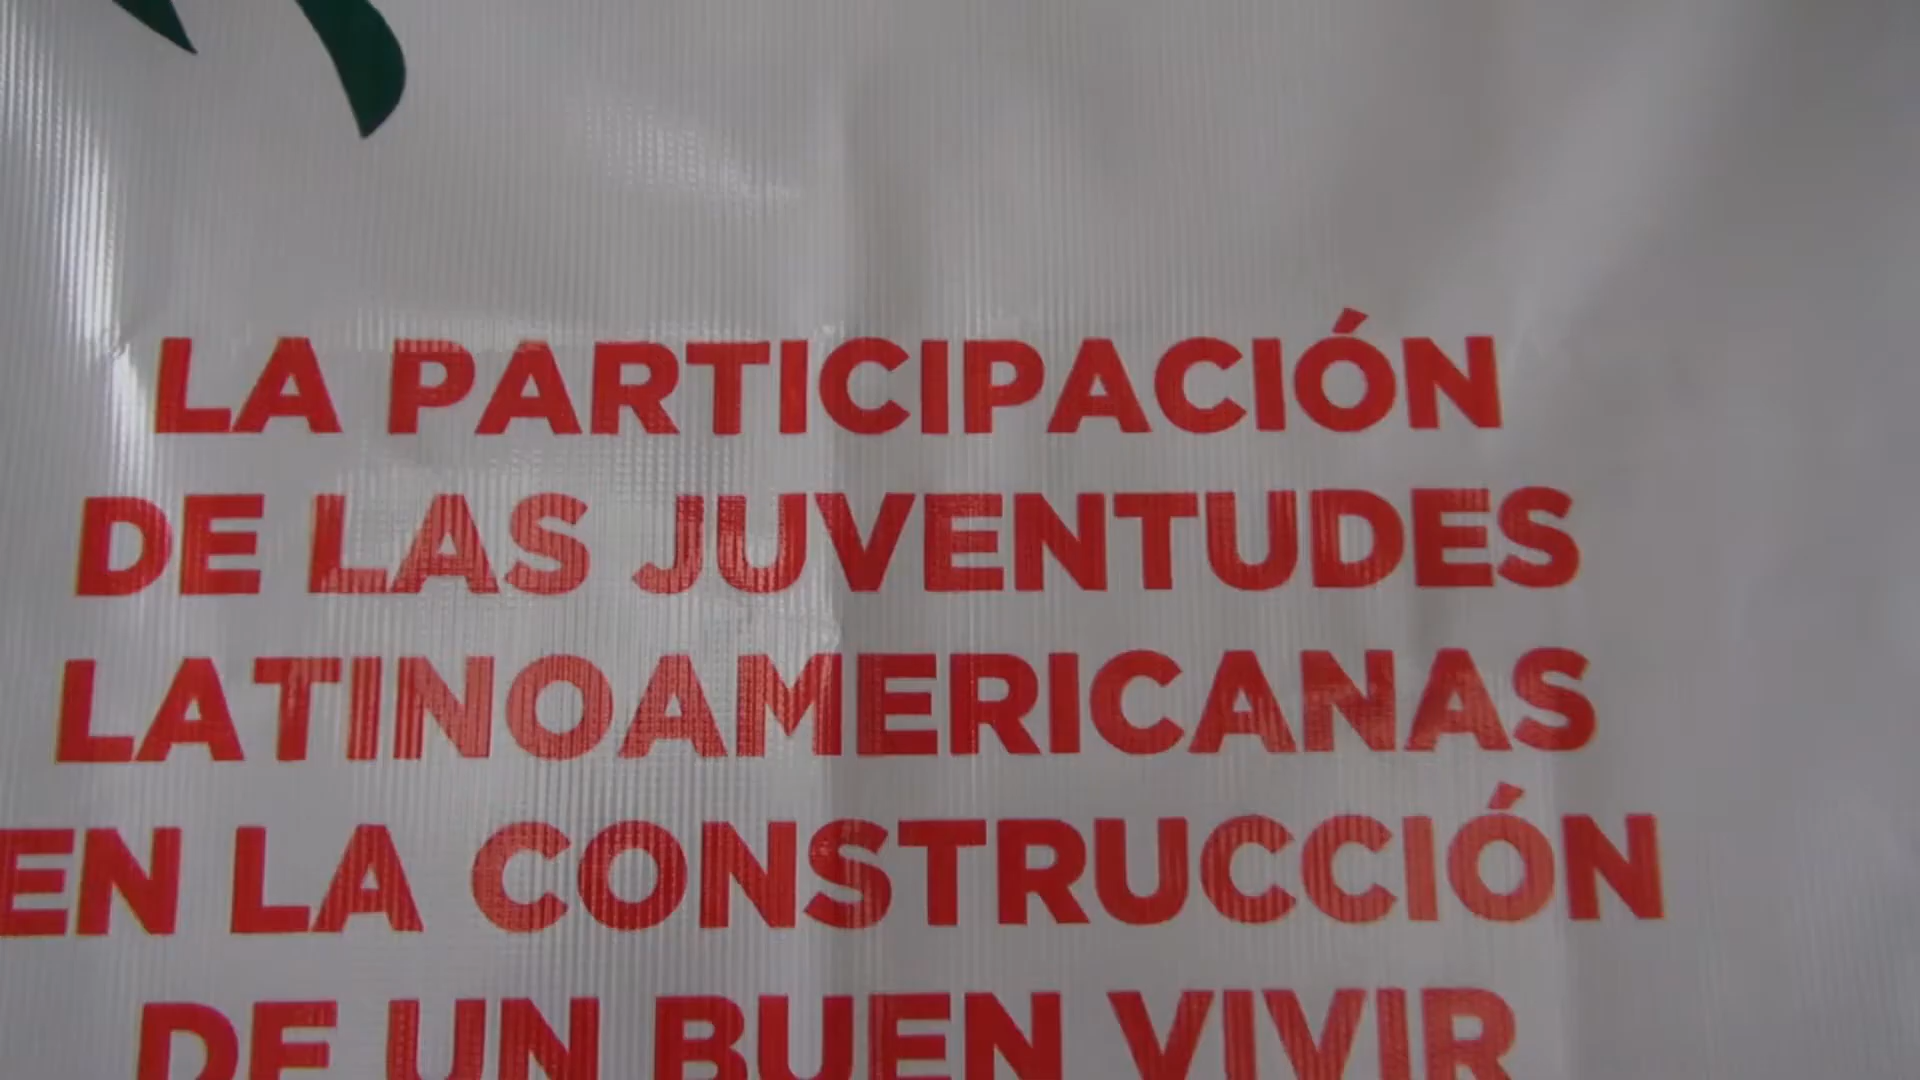 LA PARTICIPACIÓN
DE LAS JUVENTUDES
LATINOAMERICANAS
EN LA CONSTRUCCIÓN
DE UN BUEN VIVIR